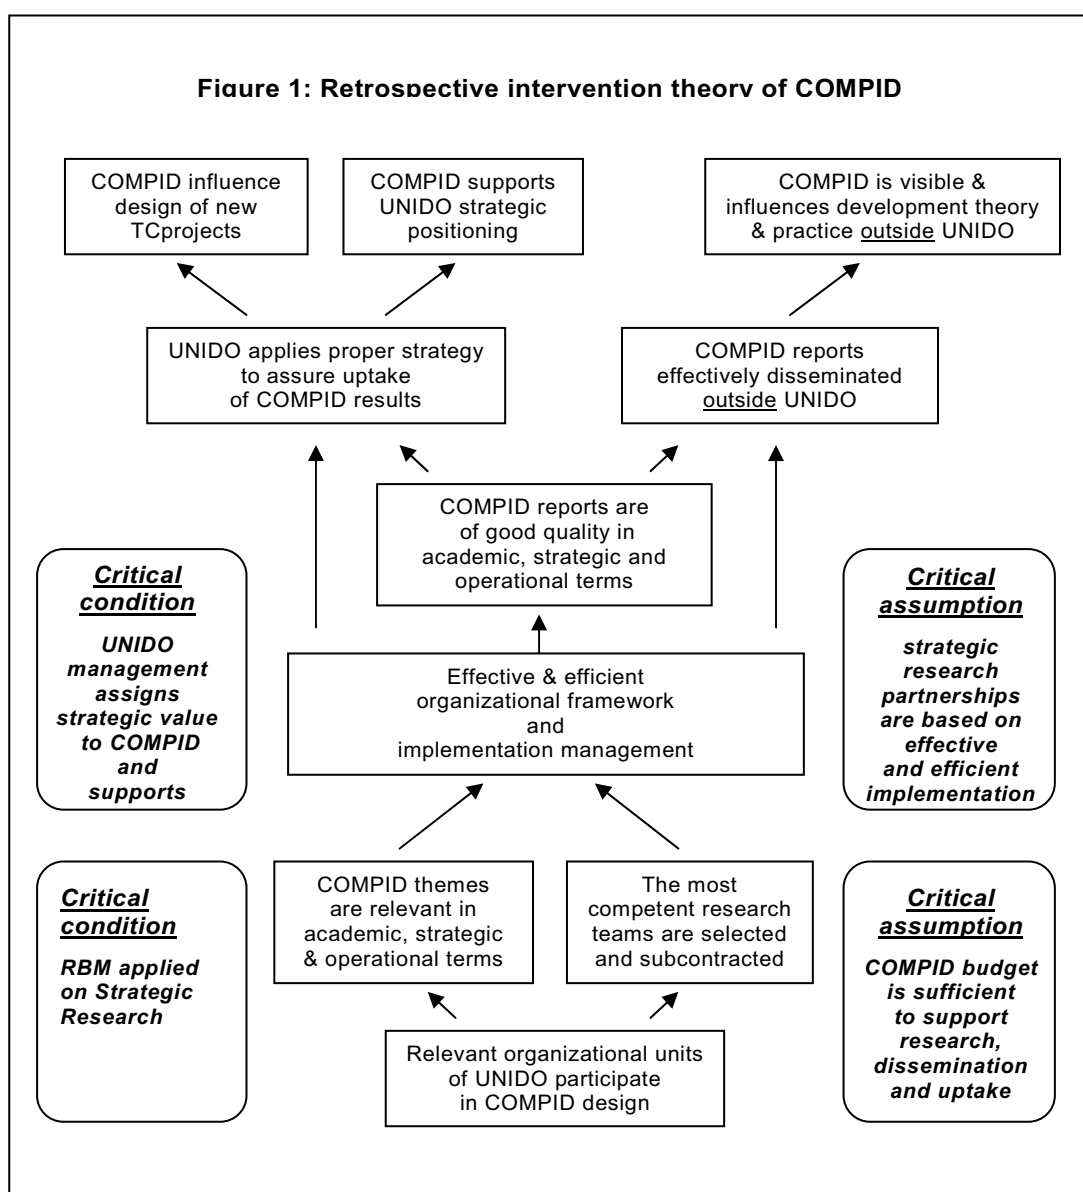 Figure 1: Retrospective intervention theory of COMPID
COMPID influence
design of new
TCprojects
COMPID supports
UNIDO strategic
positioning
COMPID is visible &
influences development theory
& practice outside UNIDO
UNIDO applies proper strategy
to assure uptake
of COMPID results
COMPID reports
effectively disseminated
outside UNIDO
COMPID reports are
of good quality in
academic, strategic and
operational terms
Critical
condition
UNIDO
management
assigns
strategic value
to COMPID
and
supports
Effective & efficient
organizational framework
and
implementation management
Critical
assumption
strategic
research
partnerships
are based on
effective
and efficient
implementation
Critical
condition
RBM applied
on Strategic
Research
COMPID themes
are relevant in
academic, strategic
& operational terms
The most
competent research
teams are selected
and subcontracted
Critical
assumption
COMPID budget
is sufficient
to support
research,
dissemination
and uptake
Relevant organizational units
of UNIDO participate
in COMPID design